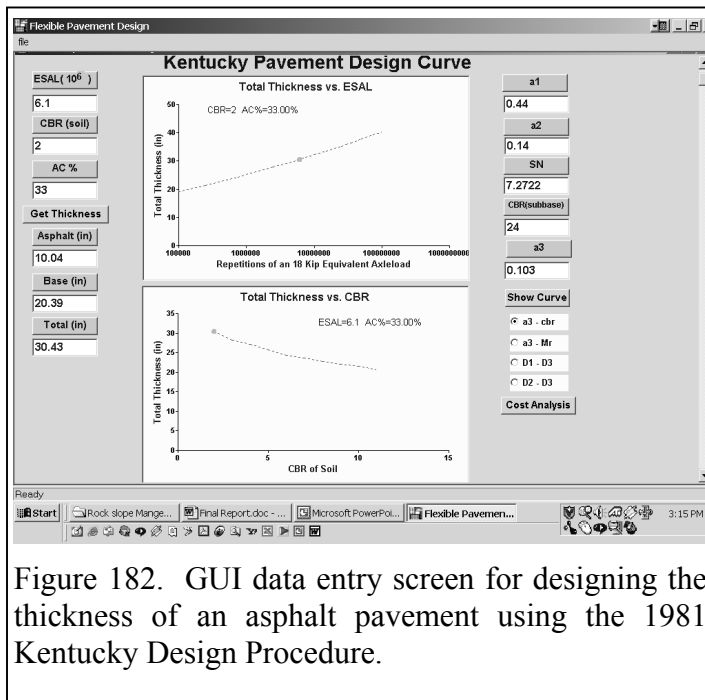 Flexible Pavement Design
file
Kentucky Pavement Design Curve
ESAL( 10^6 )
6.1
CBR (soil)
2
AC %
33
Get Thickness
Asphalt (in)
10.04
Base (in)
20.39
Total (in)
30.43
Total Thickness vs. ESAL
CBR=2 AC%=33.00%
Total Thickness (in)
50
40
30
20
10
0
100000 1000000 10000000 100000000 1000000000
Repetitions of an 18 Kip Equivalent Axleload
Total Thickness vs. CBR
ESAL=6.1 AC%=33.00%
Total Thickness (in)
35
30
25
20
15
10
5
0
0 5 10 15
CBR of Soil
a1
0.44
a2
0.14
SN
7.2722
CBR(subbase)
24
a3
0.103
Show Curve
a3 - cbr
a3 - Mr
D1 - D3
D2 - D3
Cost Analysis
Ready
Start Rock slope Mange... Final Report.doc - ... Microsoft PowerPoi... Flexible Pavemen... 3:15 PM
Figure 182. GUI data entry screen for designing the
thickness of an asphalt pavement using the 1981
Kentucky Design Procedure.